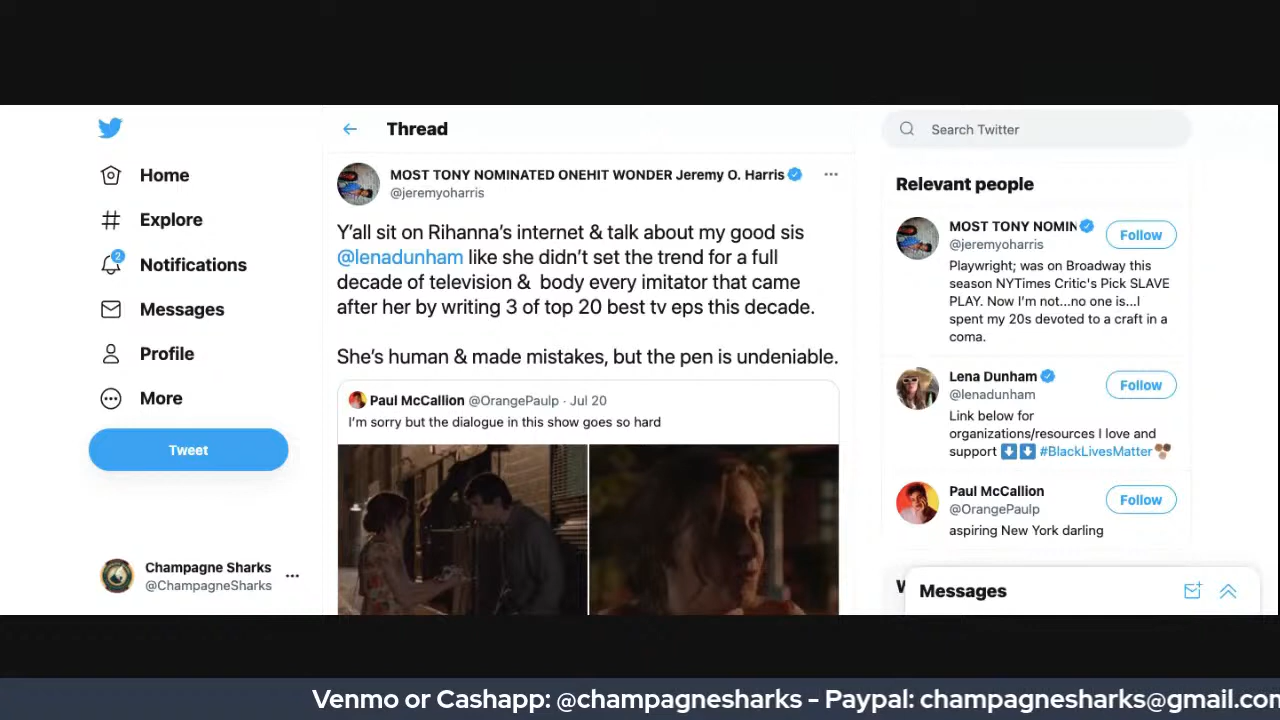 Thread
Search Twitter
Home
Explore
2
Notifications
Messages
Profile
More
Tweet
Champagne Sharks
@ChampagneSharks
MOST TONY NOMINATED ONEHIT WONDER Jeremy O. Harris
@jeremyoharris
Y'all sit on Rihanna's internet & talk about my good sis
@lenadunham like she didn't set the trend for a full
decade of television & body every imitator that came
after her by writing 3 of top 20 best tv eps this decade.
She's human & made mistakes, but the pen is undeniable.
Paul McCallion @OrangePaulp · Jul 20
I'm sorry but the dialogue in this show goes so hard
Relevant people
MOST TONY NOMIN
@jeremyoharris
Follow
Playwright; was on Broadway this
season NYTimes Critic's Pick SLAVE
PLAY. Now I'm not...no one is...I
spent my 20s devoted to a craft in a
coma.
Lena Dunham
@lenadunham
Follow
Link below for
organizations/resources I love and
support ⬇️⬇️ #BlackLivesMatter
Paul McCallion
@OrangePaulp
Follow
aspiring New York darling
Messages
Venmo or Cashapp: @champagnesharks - Paypal: champagnesharks@gmail.com